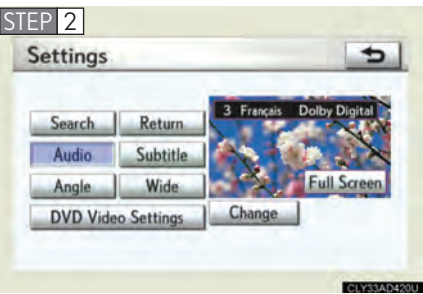 STEP 2
Settings
3 Français Dolby Digital
Search Return
Audio Subtitle
Angle Wide Full Screen
DVD Video Settings Change
CLY33AD420U